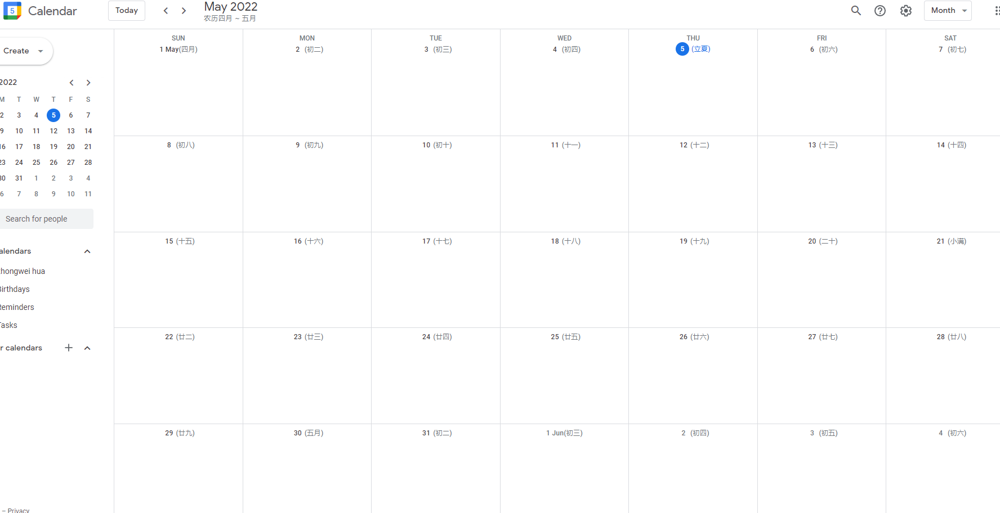 5 Calendar Today May 2022 Month
农历四月 ~ 五月
Create
2022
M T W T F S
2 3 4 5 6 7
9 10 11 12 13 14
16 17 18 19 20 21
23 24 25 26 27 28
30 31 1 2 3 4
6 7 8 9 10 11
Search for people
alendars
hongwei hua
Birthdays
Reminders
Tasks
r calendars
– Privacy
SUN MON TUE WED THU FRI SAT
1 May(四月) 2 (初二) 3 (初三) 4 (初四) 5 (立夏) 6 (初六) 7 (初七)
8 (初八) 9 (初九) 10 (初十) 11 (十一) 12 (十二) 13 (十三) 14 (十四)
15 (十五) 16 (十六) 17 (十七) 18 (十八) 19 (十九) 20 (二十) 21 (小满)
22 (廿二) 23 (廿三) 24 (廿四) 25 (廿五) 26 (廿六) 27 (廿七) 28 (廿八)
29 (廿九) 30 (五月) 31 (初二) 1 Jun(初三) 2 (初四) 3 (初五) 4 (初六)